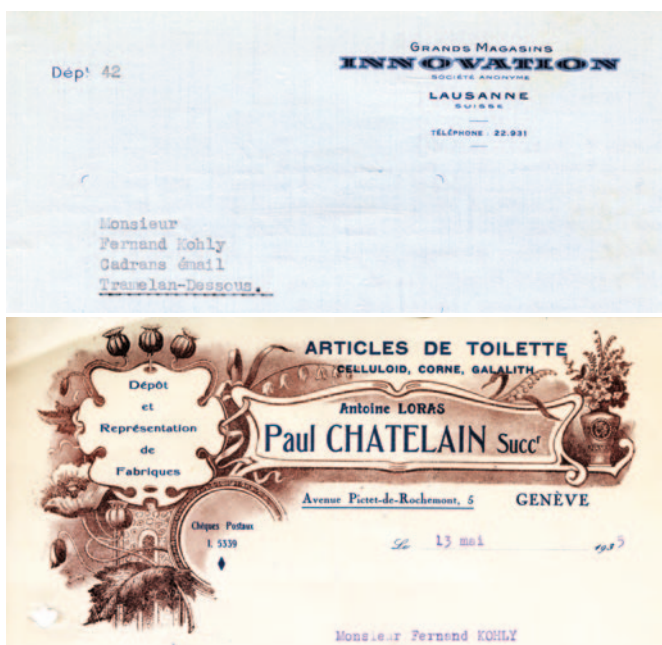 Grands Magasins
INNOVATION
SOCIÉTÉ ANONYME
LAUSANNE
SUISSE
TÉLÉPHONE : 22.931
Dépt 42
Monsieur
Fernand Kohly
Cadrans émail
Tramelan-Dessous.
ARTICLES DE TOILETTE
CELLULOID, CORNE, GALALITH
Dépôt
et
Représentation
de
Fabriques
Antoine LORAS
Paul CHATELAIN Succr
Avenue Pictet-de-Rochemont, 5 GENÈVE
Chèques Postaux
I. 5339
Le 13 mai 1935
Monsieur Fernand KOHLY